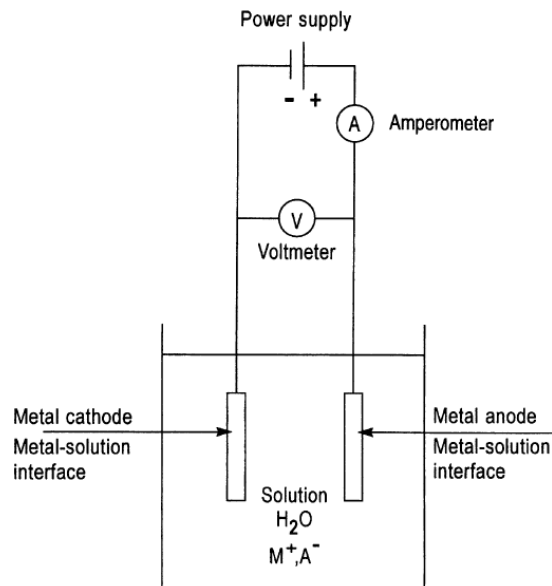 Power supply
- +
A
Amperometer
V
Voltmeter
Metal cathode
Metal-solution
interface
Metal anode
Metal-solution
interface
Solution
H₂O
M⁺,A⁻